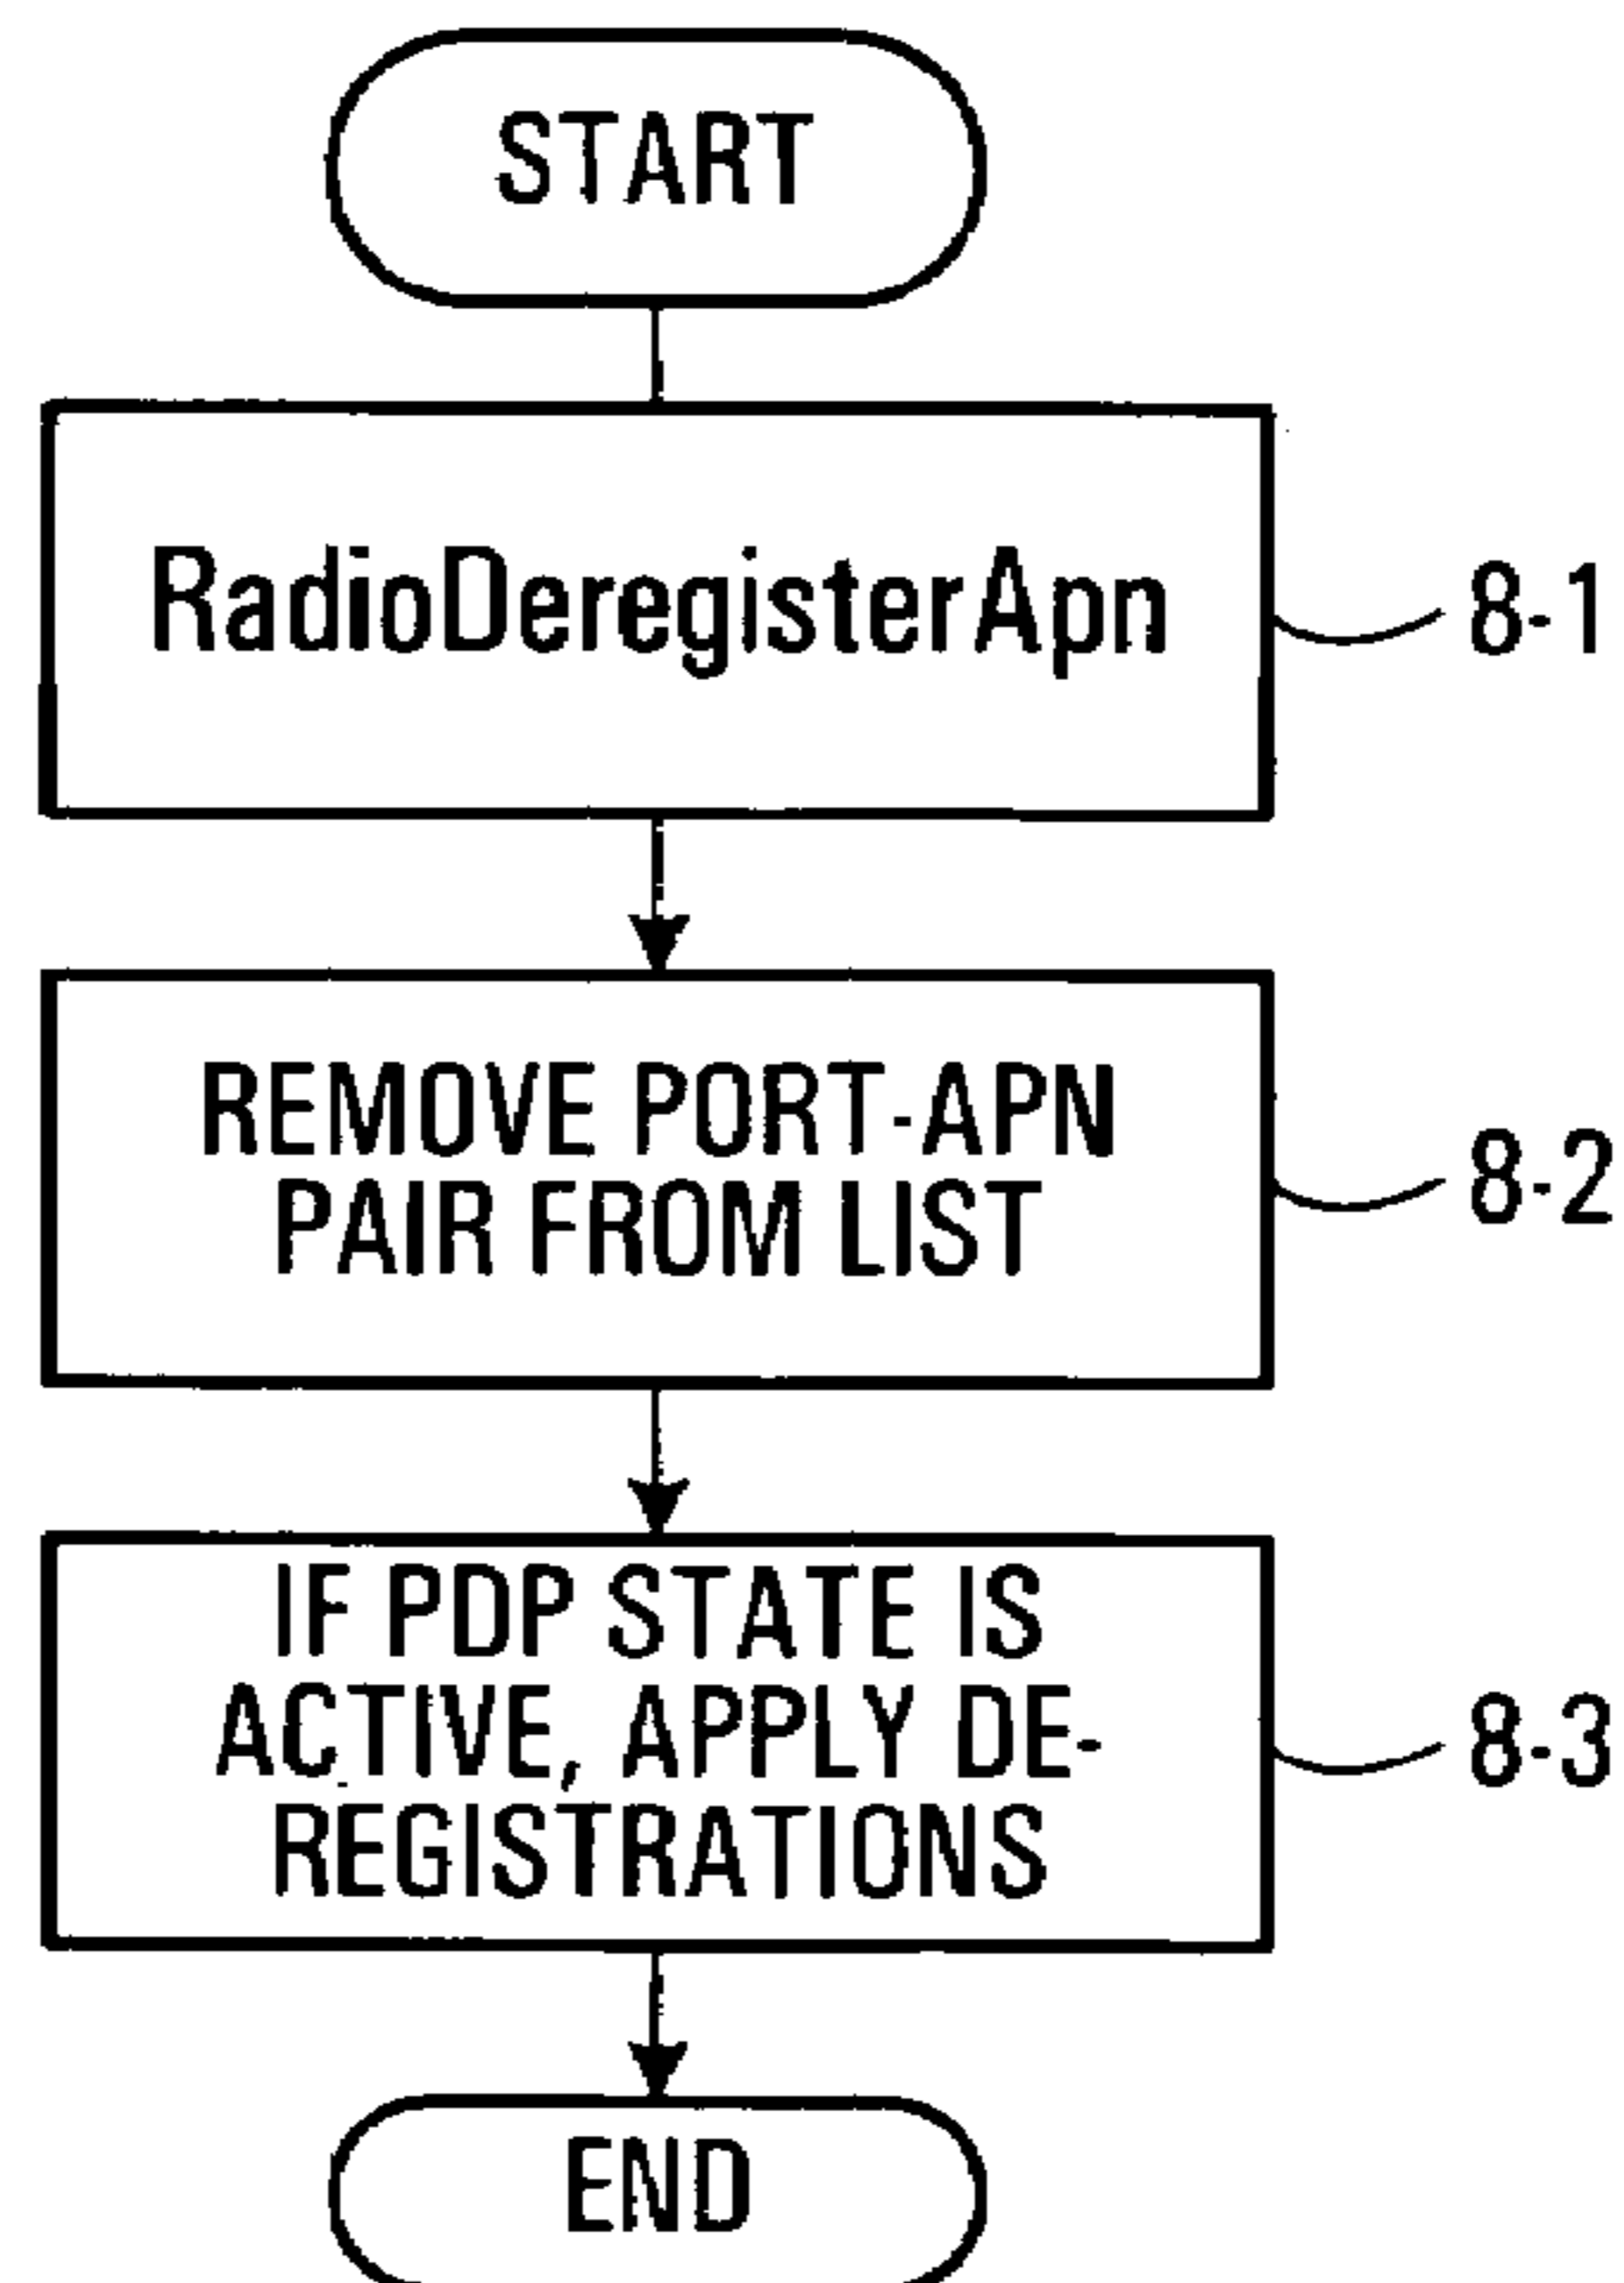 START
RadioDeregisterApn
8-1
REMOVE PORT-APN
PAIR FROM LIST
8-2
IF PDP STATE IS
ACTIVE, APPLY DE-
REGISTRATIONS
8-3
END